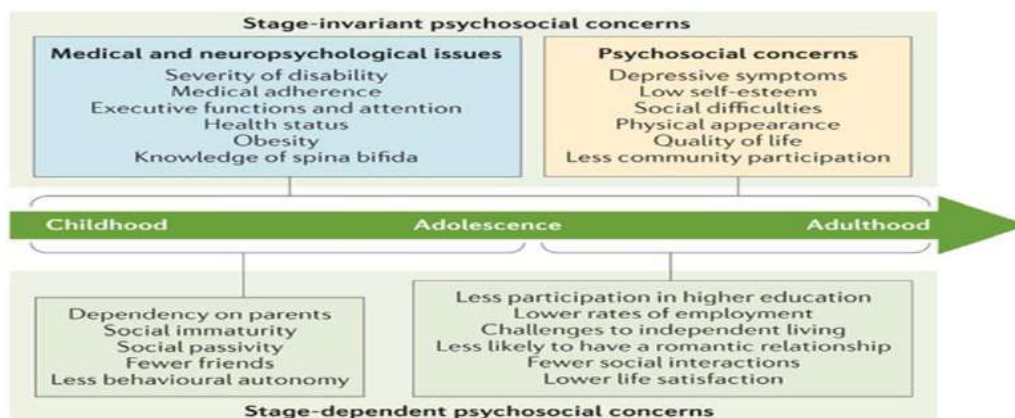 Stage-invariant psychosocial concerns
Medical and neuropsychological issues
Severity of disability
Medical adherence
Executive functions and attention
Health status
Obesity
Knowledge of spina bifida
Psychosocial concerns
Depressive symptoms
Low self-esteem
Social difficulties
Physical appearance
Quality of life
Less community participation
Childhood
Adolescence
Adulthood
Dependency on parents
Social immaturity
Social passivity
Fewer friends
Less behavioural autonomy
Less participation in higher education
Lower rates of employment
Challenges to independent living
Less likely to have a romantic relationship
Fewer social interactions
Lower life satisfaction
Stage-dependent psychosocial concerns